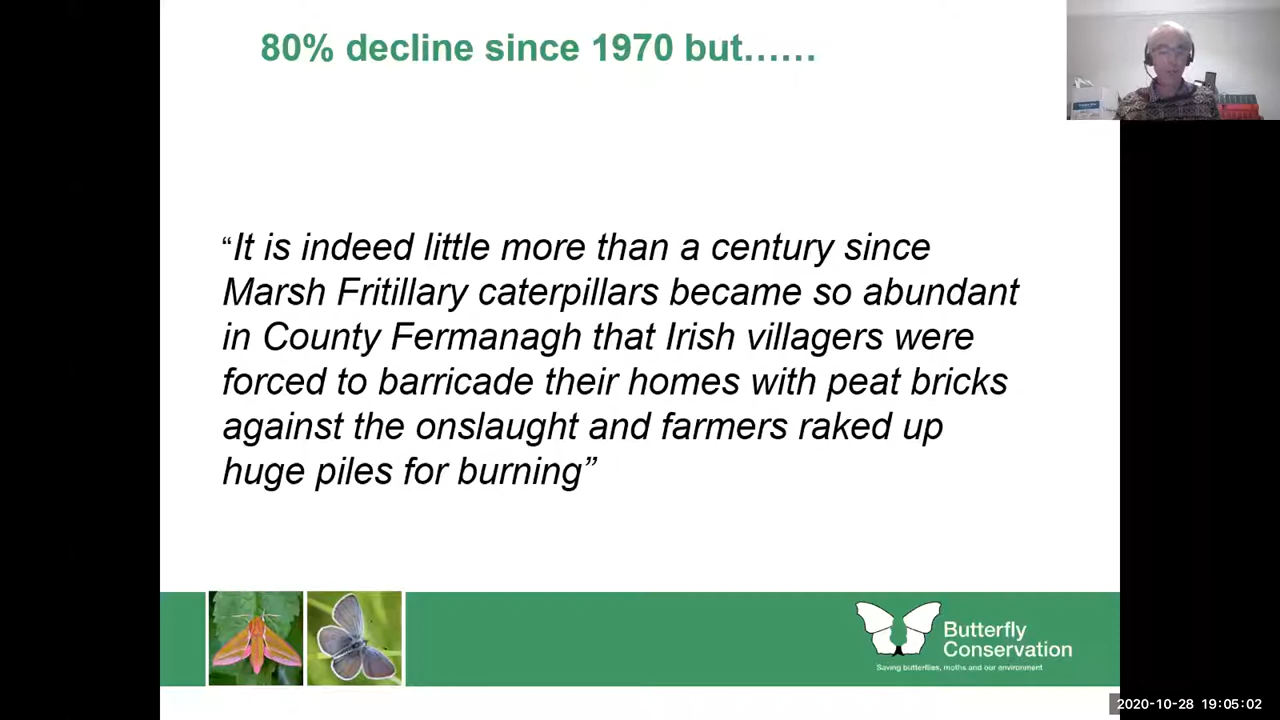 80% decline since 1970 but……
“It is indeed little more than a century since
Marsh Fritillary caterpillars became so abundant
in County Fermanagh that Irish villagers were
forced to barricade their homes with peat bricks
against the onslaught and farmers raked up
huge piles for burning”
Butterfly
Conservation
Saving butterflies, moths and our environment
2020-10-28 19:05:02